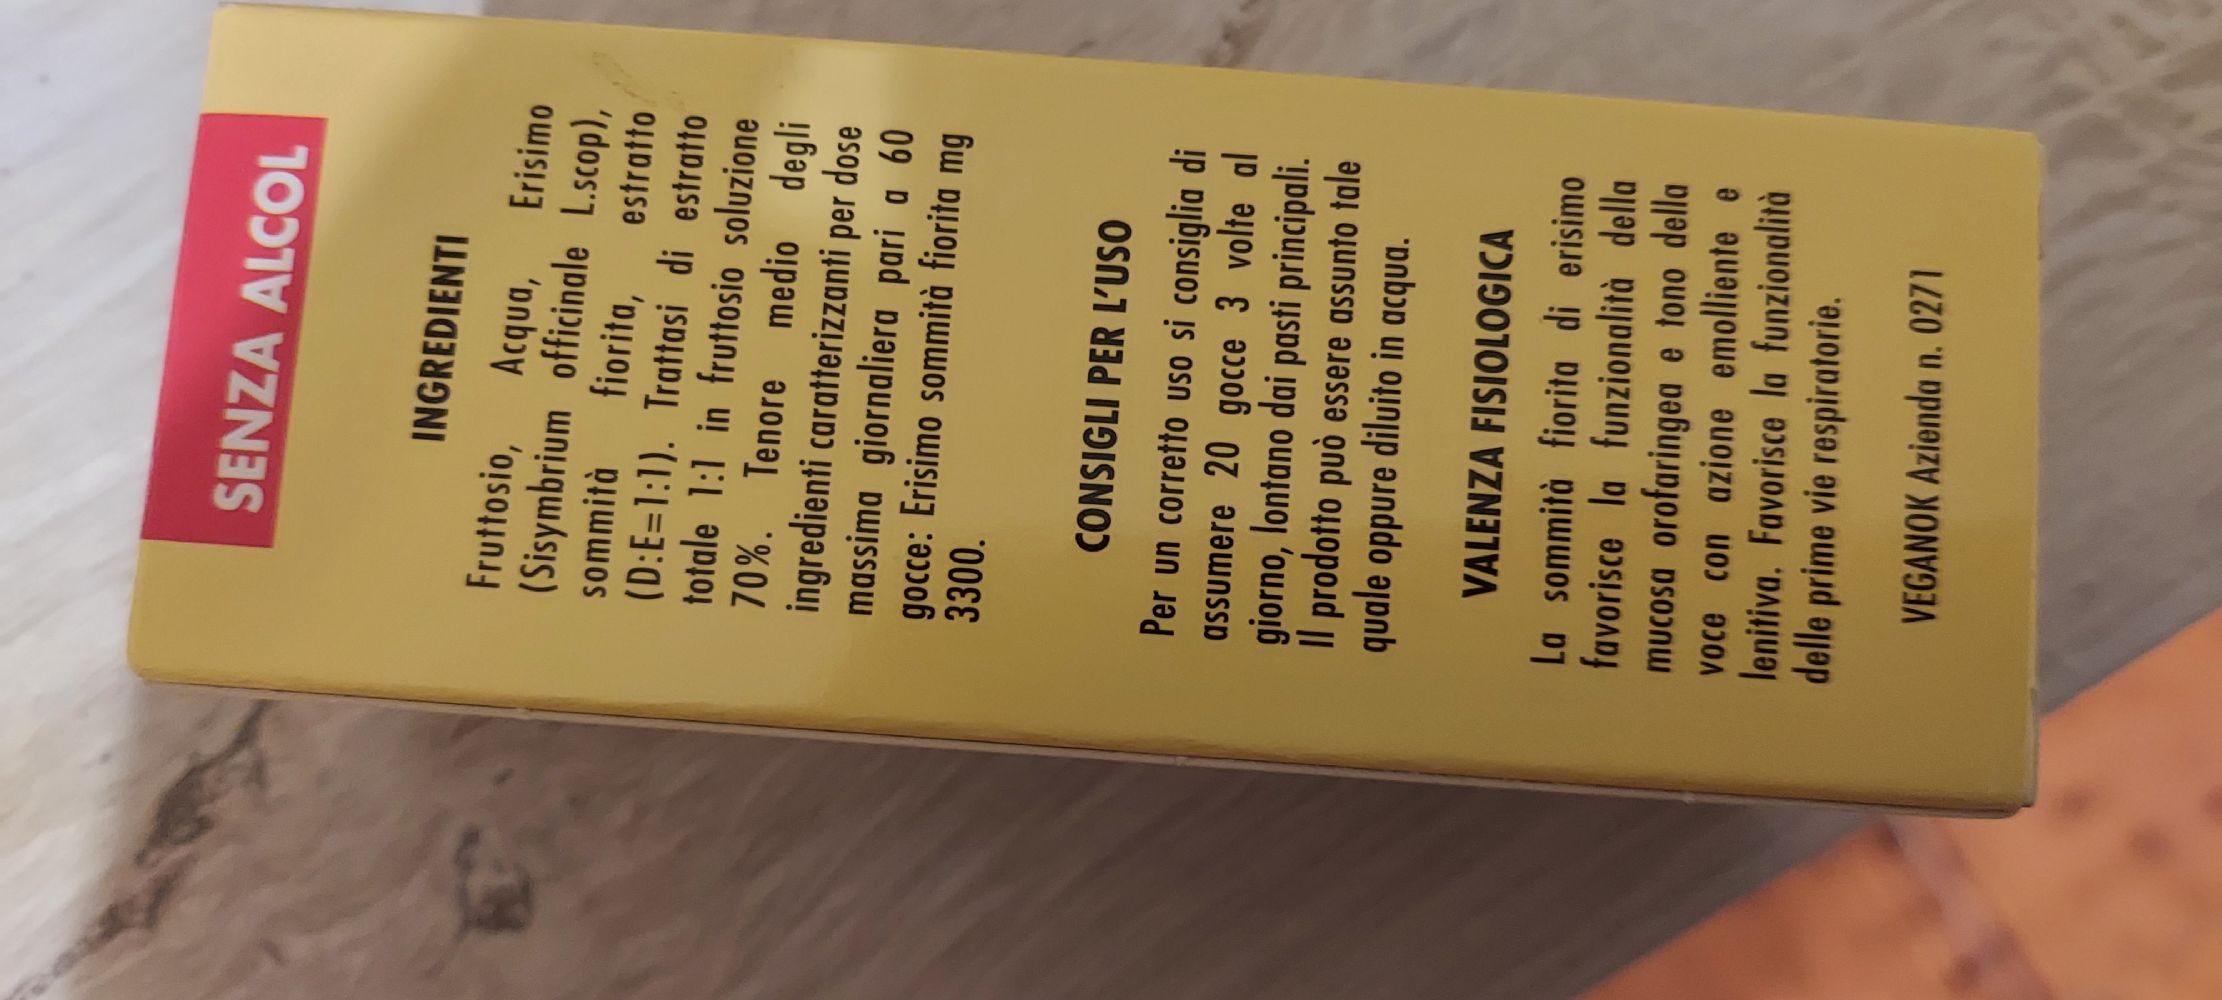 SENZA ALCOL
INGREDIENTI
Fruttosio, Acqua, Erisimo
(Sisymbrium officinale L.scop),
sommità fiorita, estratto
(D:E=1:1). Trattasi di estratto
totale 1:1 in fruttosio soluzione
70%. Tenore medio degli
ingredienti caratterizzanti per dose
massima giornaliera pari a 60
gocce: Erisimo sommità fiorita mg
3300.
CONSIGLI PER L'USO
Per un corretto uso si consiglia di
assumere 20 gocce 3 volte al
giorno, lontano dai pasti principali.
Il prodotto può essere assunto tale
quale oppure diluito in acqua.
VALENZA FISIOLOGICA
La sommità fiorita di erisimo
favorisce la funzionalità della
mucosa orofaringea e tono della
voce con azione emolliente e
lenitiva. Favorisce la funzionalità
delle prime vie respiratorie.
VEGANOK Azienda n. 0271